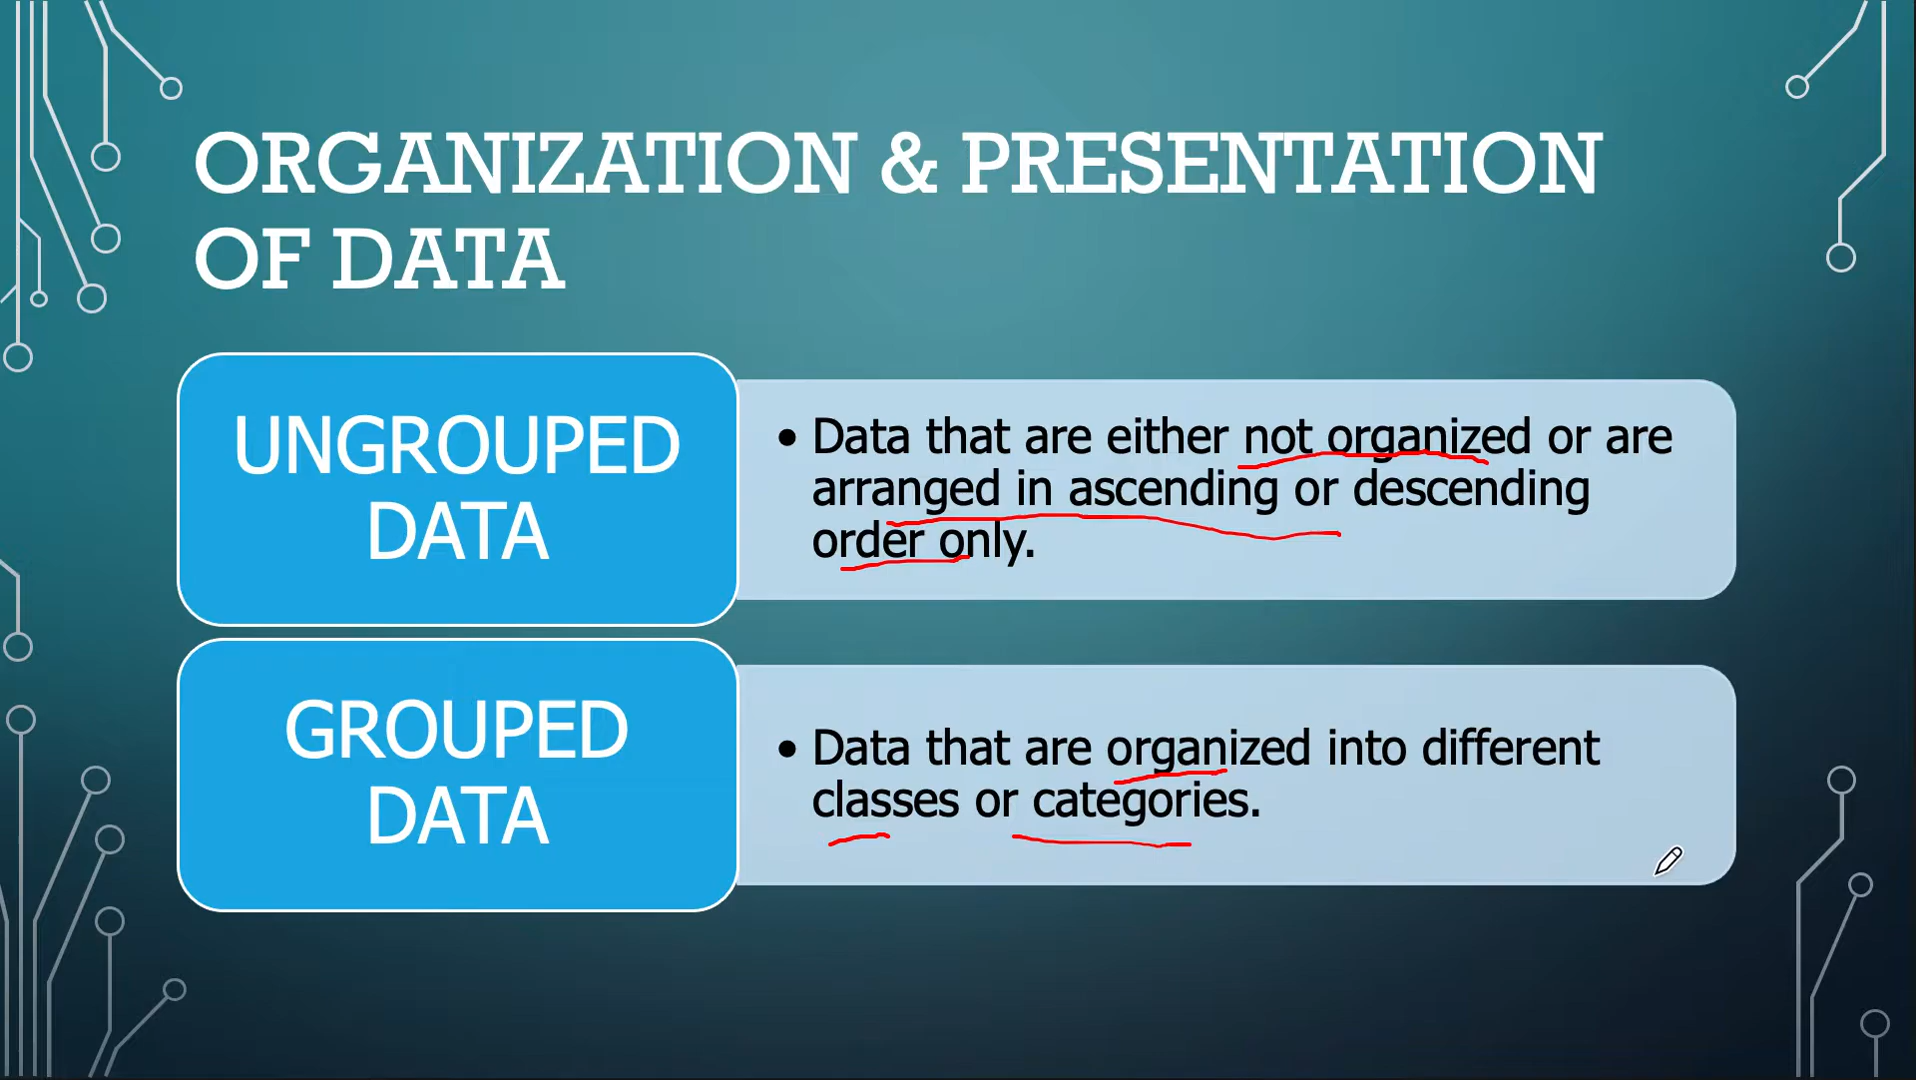 ORGANIZATION & PRESENTATION
OF DATA
UNGROUPED
DATA
• Data that are either not organized or are
arranged in ascending or descending
order only.
GROUPED
DATA
• Data that are organized into different
classes or categories.